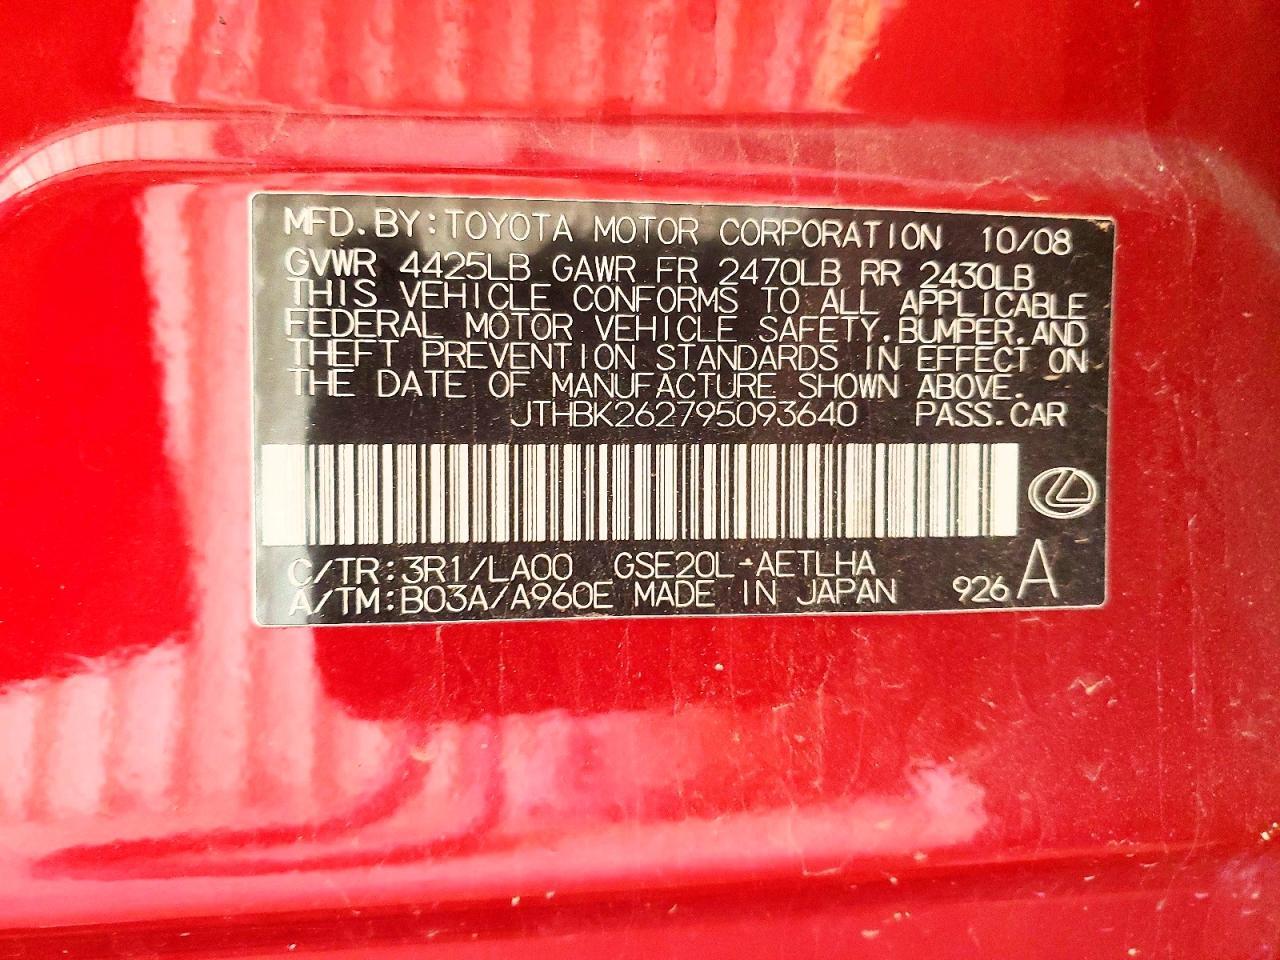 MFD. BY: TOYOTA MOTOR CORPORATION 10/08
GVWR 4425LB GAWR FR 2470LB RR 2430LB
THIS VEHICLE CONFORMS TO ALL APPLICABLE
FEDERAL MOTOR VEHICLE SAFETY, BUMPER, AND
THEFT PREVENTION STANDARDS IN EFFECT ON
THE DATE OF MANUFACTURE SHOWN ABOVE.
JTHBK262795093640 PASS. CAR
C/TR: 3R1/LA00 GSE20L-AETLHA
A/TM: B03A/A960E MADE IN JAPAN 926 A